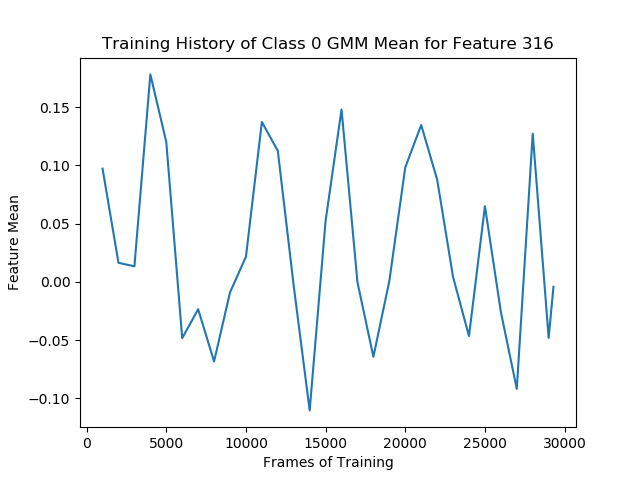 Training History of Class 0 GMM Mean for Feature 316
0.15
0.10
0.05
0.00
−0.05
−0.10
Feature Mean
0 5000 10000 15000 20000 25000 30000
Frames of Training